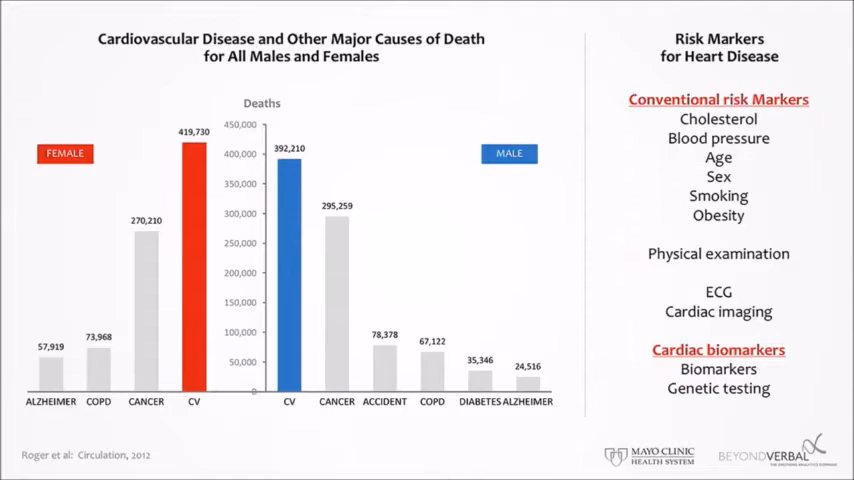 Cardiovascular Disease and Other Major Causes of Death
for All Males and Females
Deaths
FEMALE
MALE
450,000
400,000
350,000
300,000
250,000
200,000
150,000
100,000
50,000
0
57,919
73,968
270,210
419,730
392,210
295,259
78,378
67,122
35,346
24,516
ALZHEIMER COPD CANCER CV
CV CANCER ACCIDENT COPD DIABETES ALZHEIMER
Roger et al: Circulation, 2012
Risk Markers
for Heart Disease
Conventional risk Markers
Cholesterol
Blood pressure
Age
Sex
Smoking
Obesity
Physical examination
ECG
Cardiac imaging
Cardiac biomarkers
Biomarkers
Genetic testing
MAYO CLINIC
HEALTH SYSTEM
BEYONDVERBAL